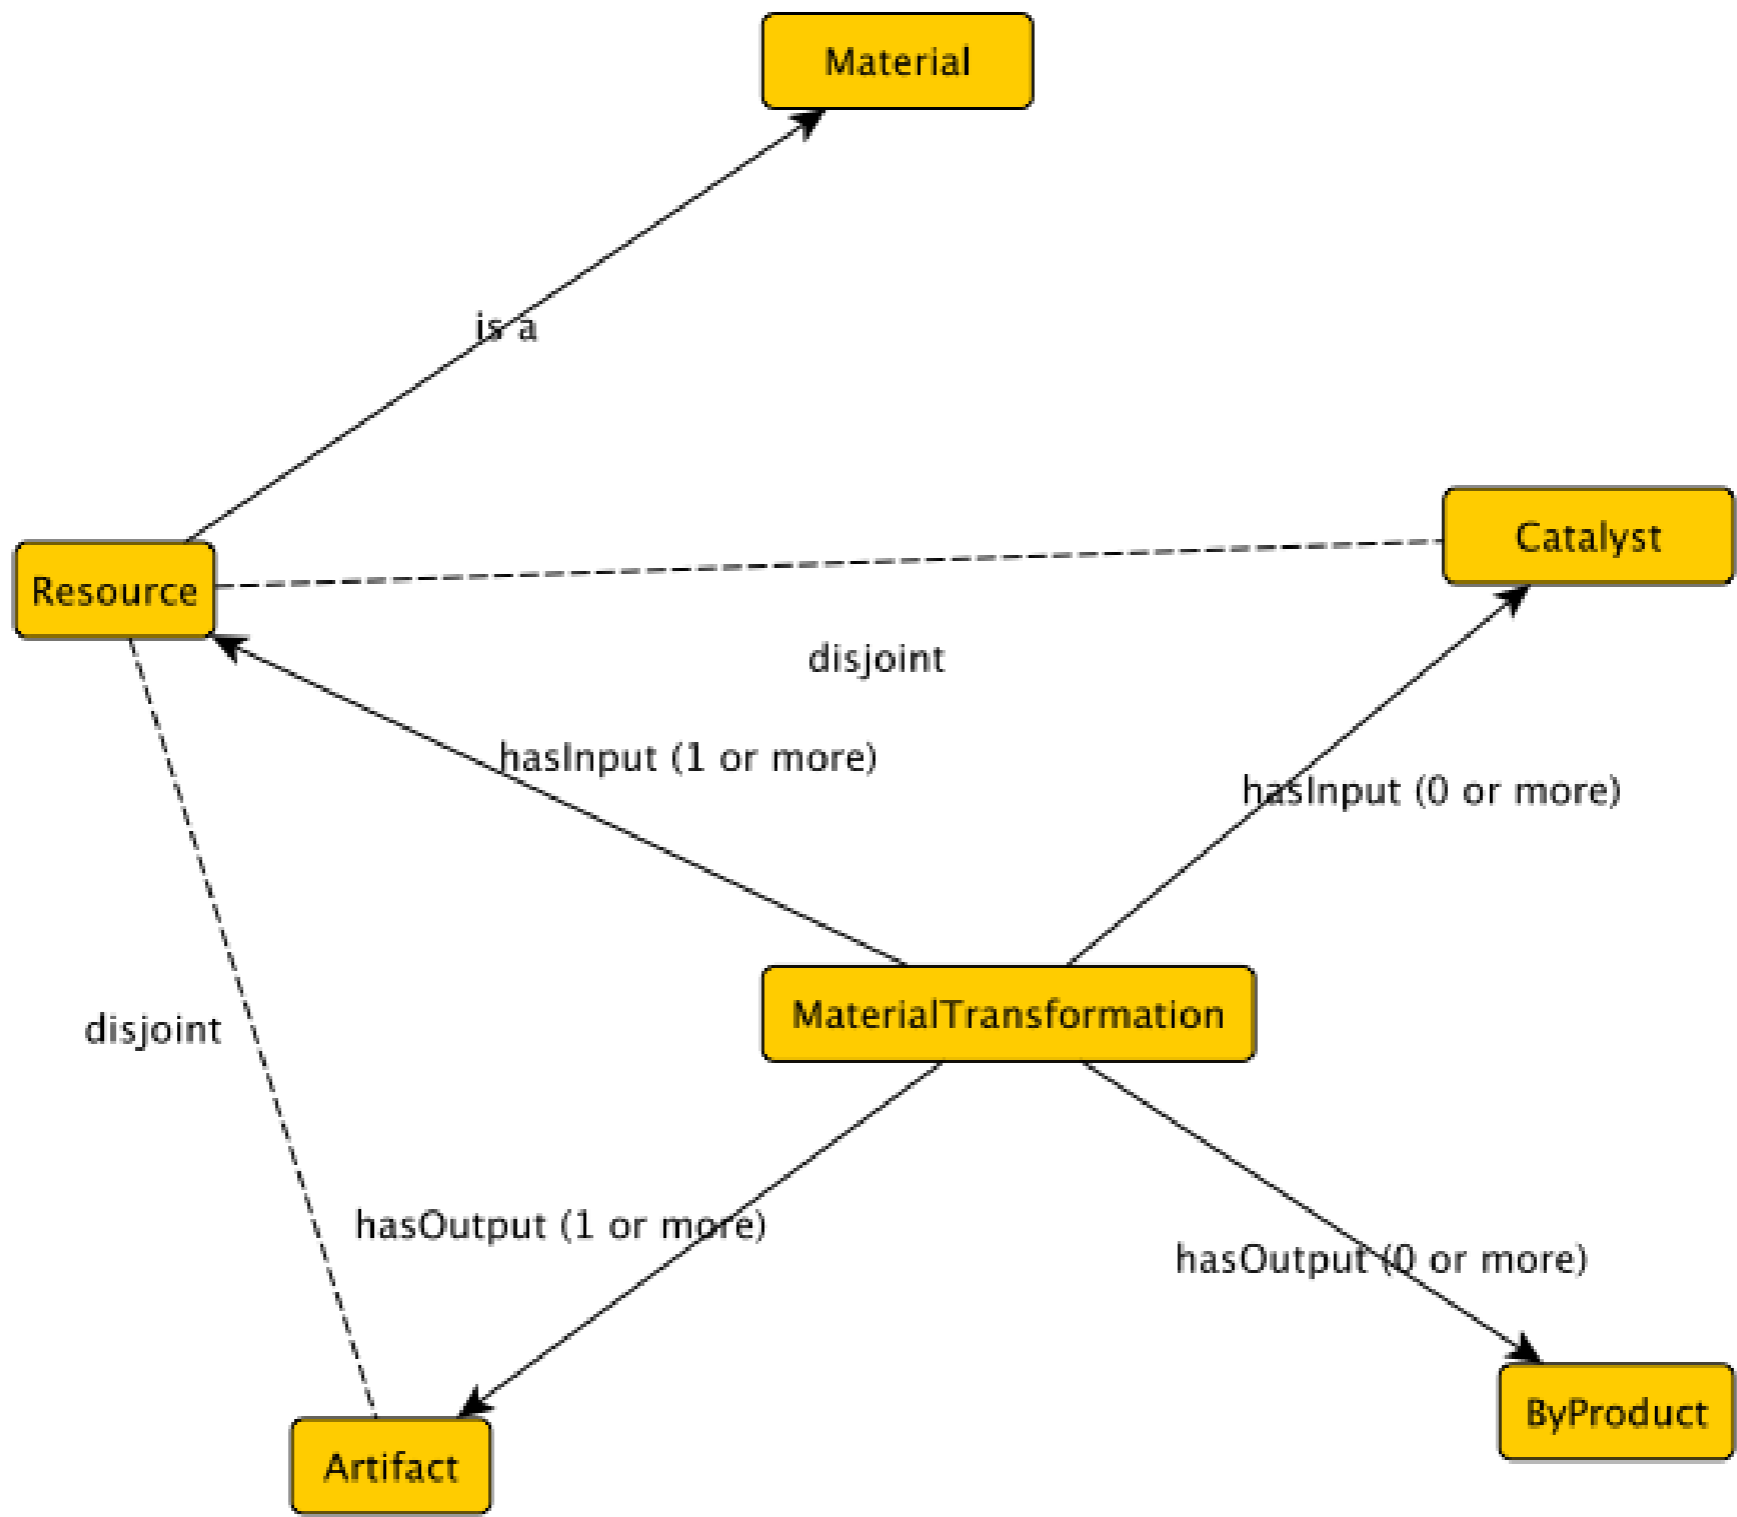 Material
is a
Catalyst
Resource
disjoint
hasInput (1 or more)
hasInput (0 or more)
MaterialTransformation
disjoint
hasOutput (1 or more)
hasOutput (0 or more)
ByProduct
Artifact